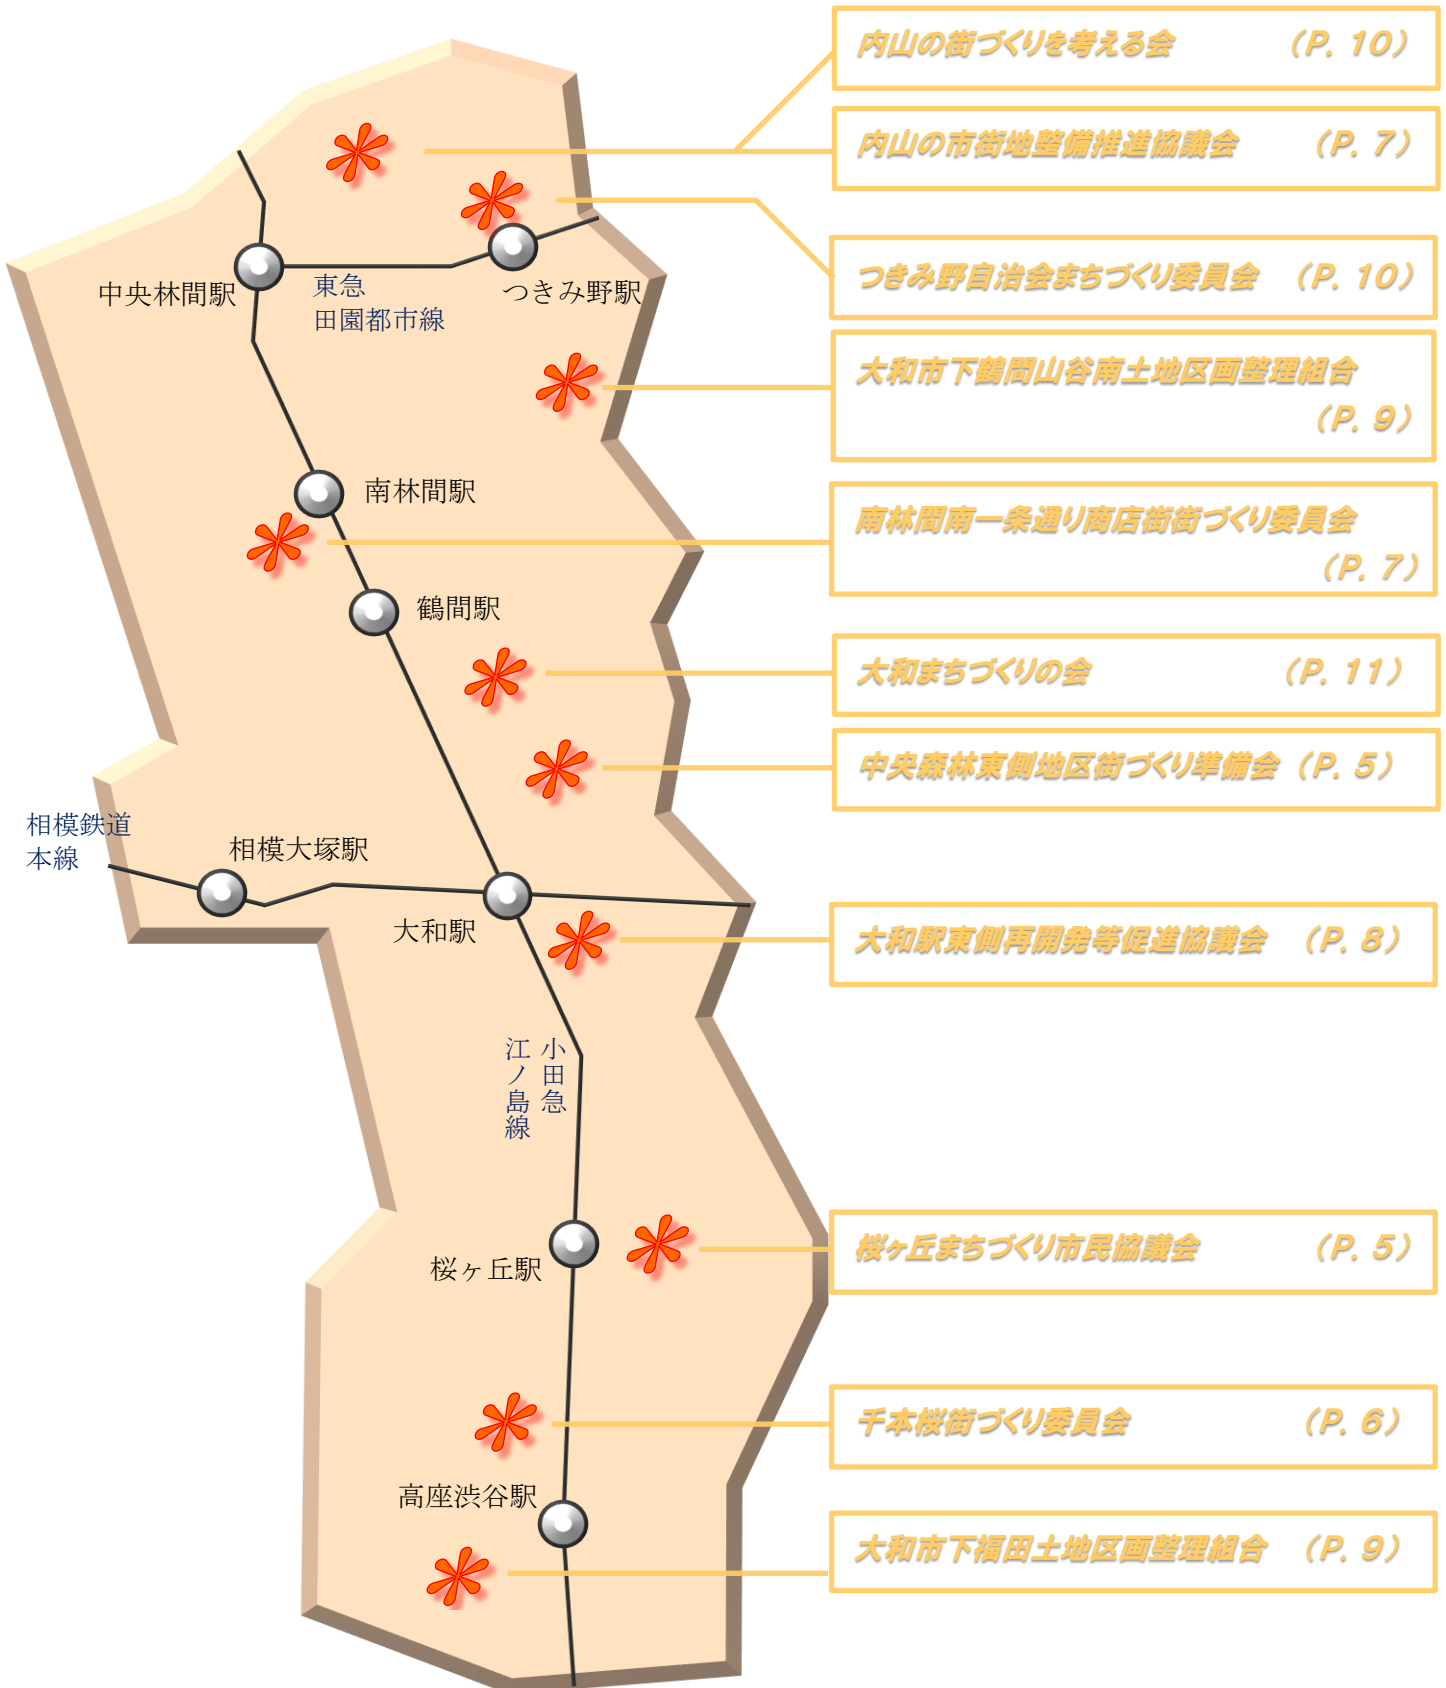 内山の街づくりを考える会　（P. 10）
内山の市街地整備推進協議会　（P. 7）
つきみ野自治会まちづくり委員会　（P. 10）
大和市下鶴間山谷南土地区画整理組合
（P. 9）
南林間南一条通り商店街街づくり委員会
（P. 7）
大和まちづくりの会　（P. 11）
中央森林東側地区街づくり準備会　（P. 5）
大和駅東側再開発等促進協議会　（P. 8）
桜ヶ丘まちづくり市民協議会　（P. 5）
千本桜街づくり委員会　（P. 6）
大和市下福田土地区画整理組合　（P. 9）
中央林間駅
東急
田園都市線
つきみ野駅
南林間駅
鶴間駅
相模鉄道
本線
相模大塚駅
大和駅
小田急
江ノ島線
桜ヶ丘駅
高座渋谷駅